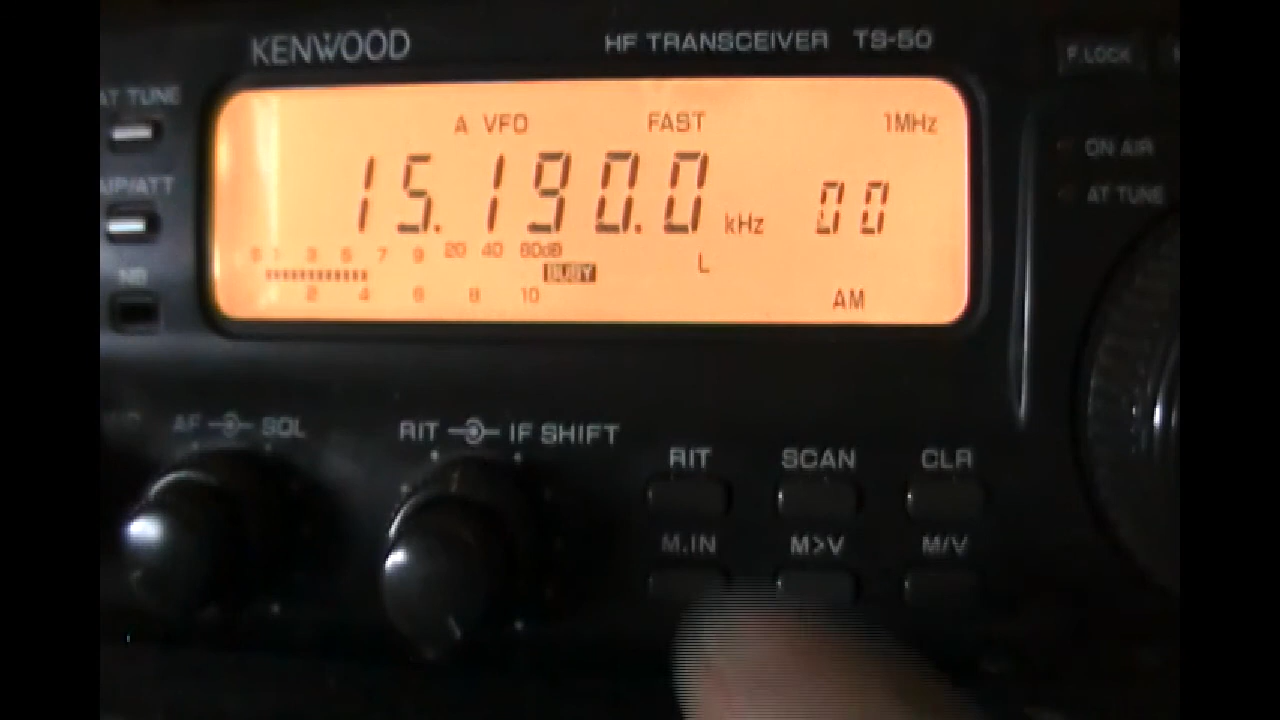 KENWOOD HF TRANSCEIVER TS-50
F.LOCK
AT TUNE
A VFO FAST 1MHz
ON AIR
15.190.0 kHz 00
AIP/ATT
AT TUNE
S 1 3 5 7 9 20 40 60dB
BUSY L
NB
2 4 6 8 10 AM
AF SQL RIT IF SHIFT
RIT SCAN CLR
M.IN M>V M/V